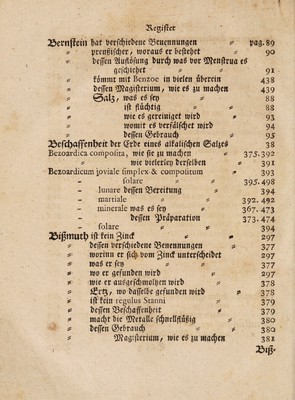 Register
Bernstein hat verschiedene Benennungen " pag. 89
" preußischer, woraus er bestehet " 90
" dessen Auflösung durch was vor Menstrua es
geschiehet " 91
" kömmt mit Benzoe in vielen überein 438
" dessen Magisterium, wie es zu machen 439
" Salz, was es sey " 88
" ist flüchtig " 88
" wie es gereiniget wird " 93
" womit es verfälschet wird " 94
" dessen Gebrauch " 95
Beschaffenheit der Erde eines alkalischen Salzes 38
Bezoardica composita, wie sie zu machen " 375. 392
" wie vielerley derselben " 391
Bezoardicum joviale simplex & compositum " 393
" solare " 395. 498
" lunare dessen Bereitung " 394
" martiale " 392. 492
" minerale was es sey " 367. 473
" dessen Präparation " 373. 474
" solare " 394
Bißmuth ist kein Zinck " 297
" dessen verschiedene Benennungen " 377
" worinn er sich vom Zinck unterscheidet " 297
" was er sey " 377
" wo er gefunden wird " 297
" wie er ausgeschmolzen wird " 378
" Ertz, wo dasselbe gefunden wird " 378
" ist kein regulus Stanni " 379
" dessen Beschaffenheit " 379
" macht die Metalle schnellflüßig " 380
" dessen Gebrauch " 380
" Magisterium, wie es zu machen 381
Biß-